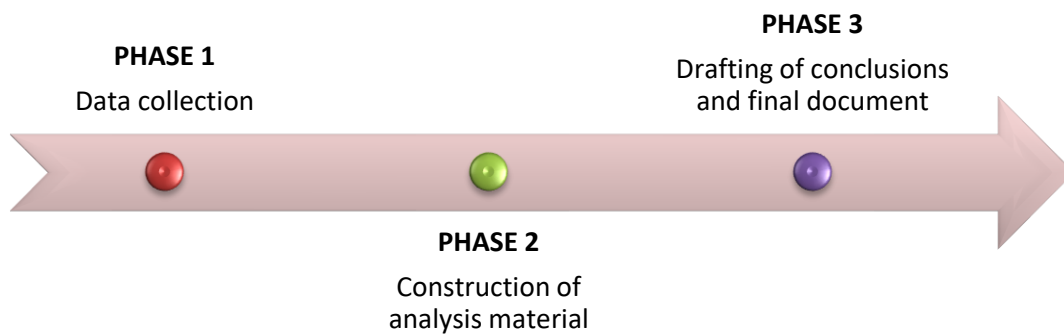 PHASE 1
Data collection
PHASE 2
Construction of
analysis material
PHASE 3
Drafting of conclusions
and final document